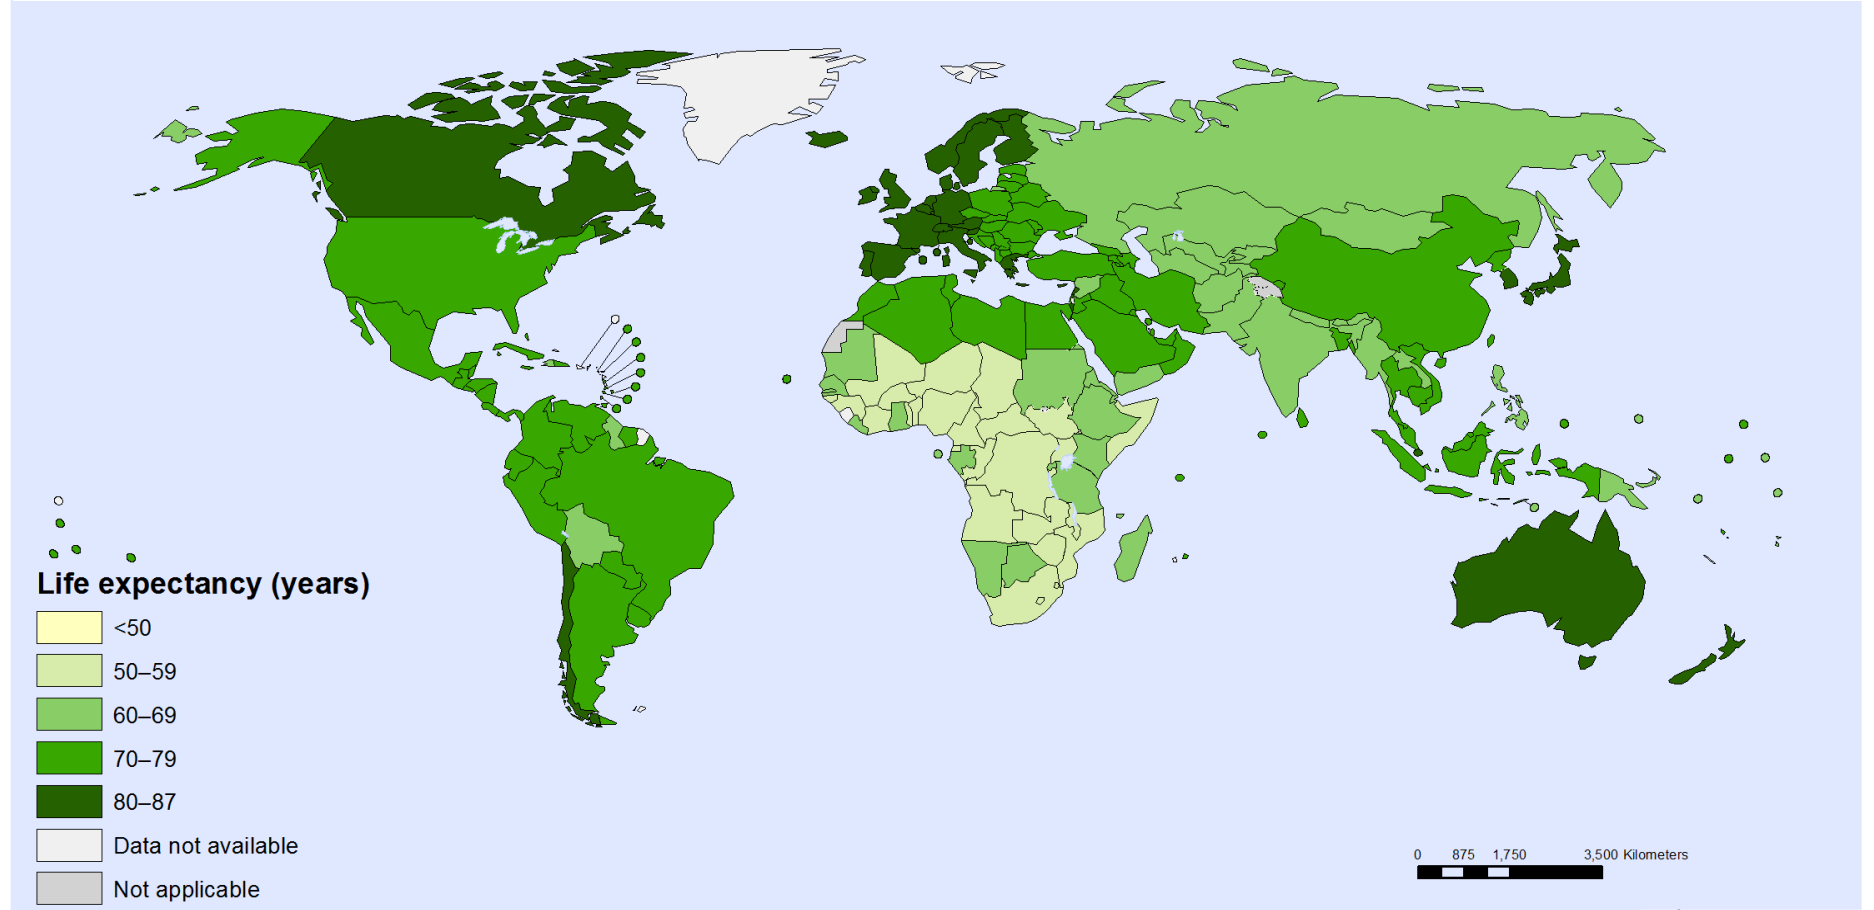 Life expectancy (years)
<50
50–59
60–69
70–79
80–87
Data not available
Not applicable
0 875 1,750 3,500 Kilometers